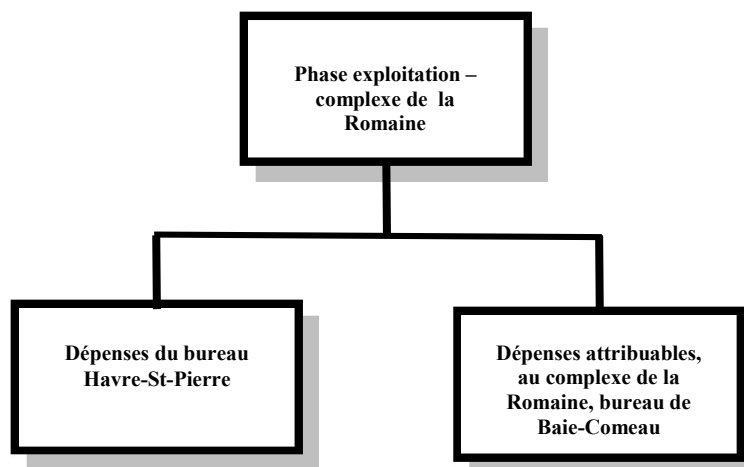 Phase exploitation –
complexe de la
Romaine
Dépenses du bureau
Havre-St-Pierre
Dépenses attribuables,
au complexe de la
Romaine, bureau de
Baie-Comeau